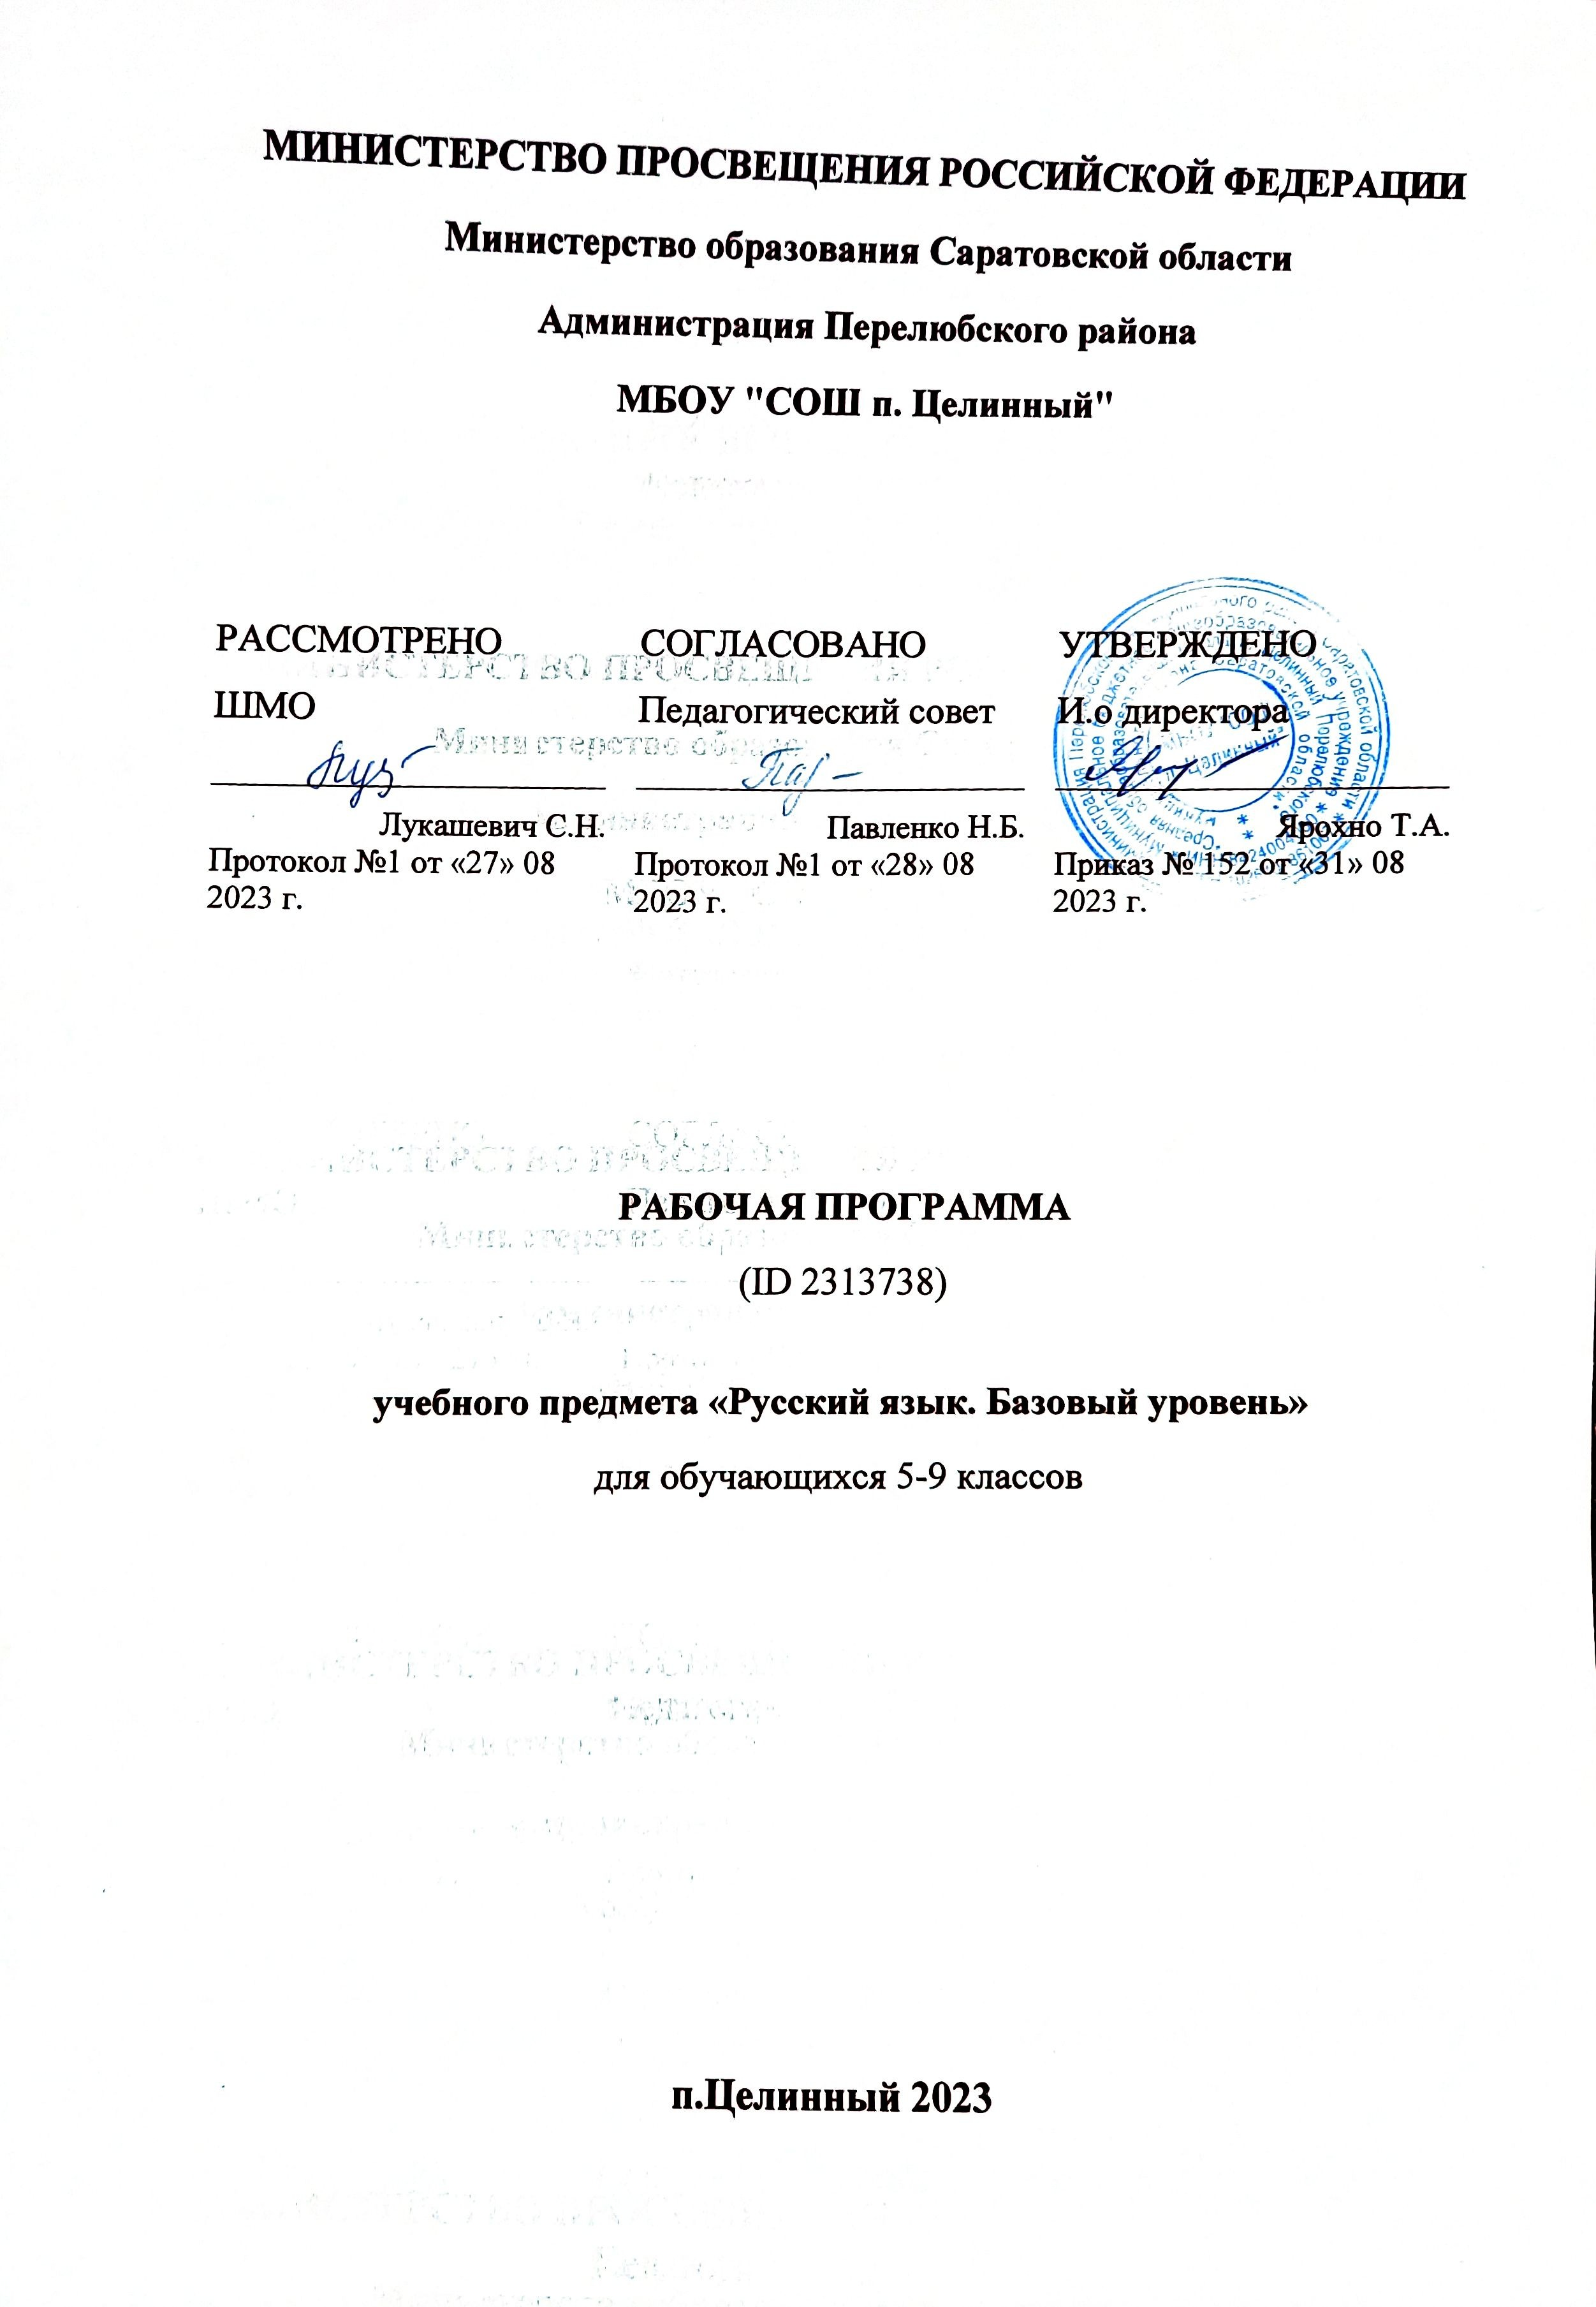 МИНИСТЕРСТВО ПРОСВЕЩЕНИЯ РОССИЙСКОЙ ФЕДЕРАЦИИ
Министерство образования Саратовской области
Администрация Перелюбского района
МБОУ "СОШ п. Целинный"
РАССМОТРЕНО
ШМО
Лукашевич С.Н.
Протокол №1 от «27» 08
2023 г.
СОГЛАСОВАНО
Педагогический совет
Павленко Н.Б.
Протокол №1 от «28» 08
2023 г.
УТВЕРЖДЕНО
И.о директора
Ярохно Т.А.
Приказ № 152 от «31» 08
2023 г.
РАБОЧАЯ ПРОГРАММА
(ID 2313738)
учебного предмета «Русский язык. Базовый уровень»
для обучающихся 5-9 классов
п.Целинный 2023